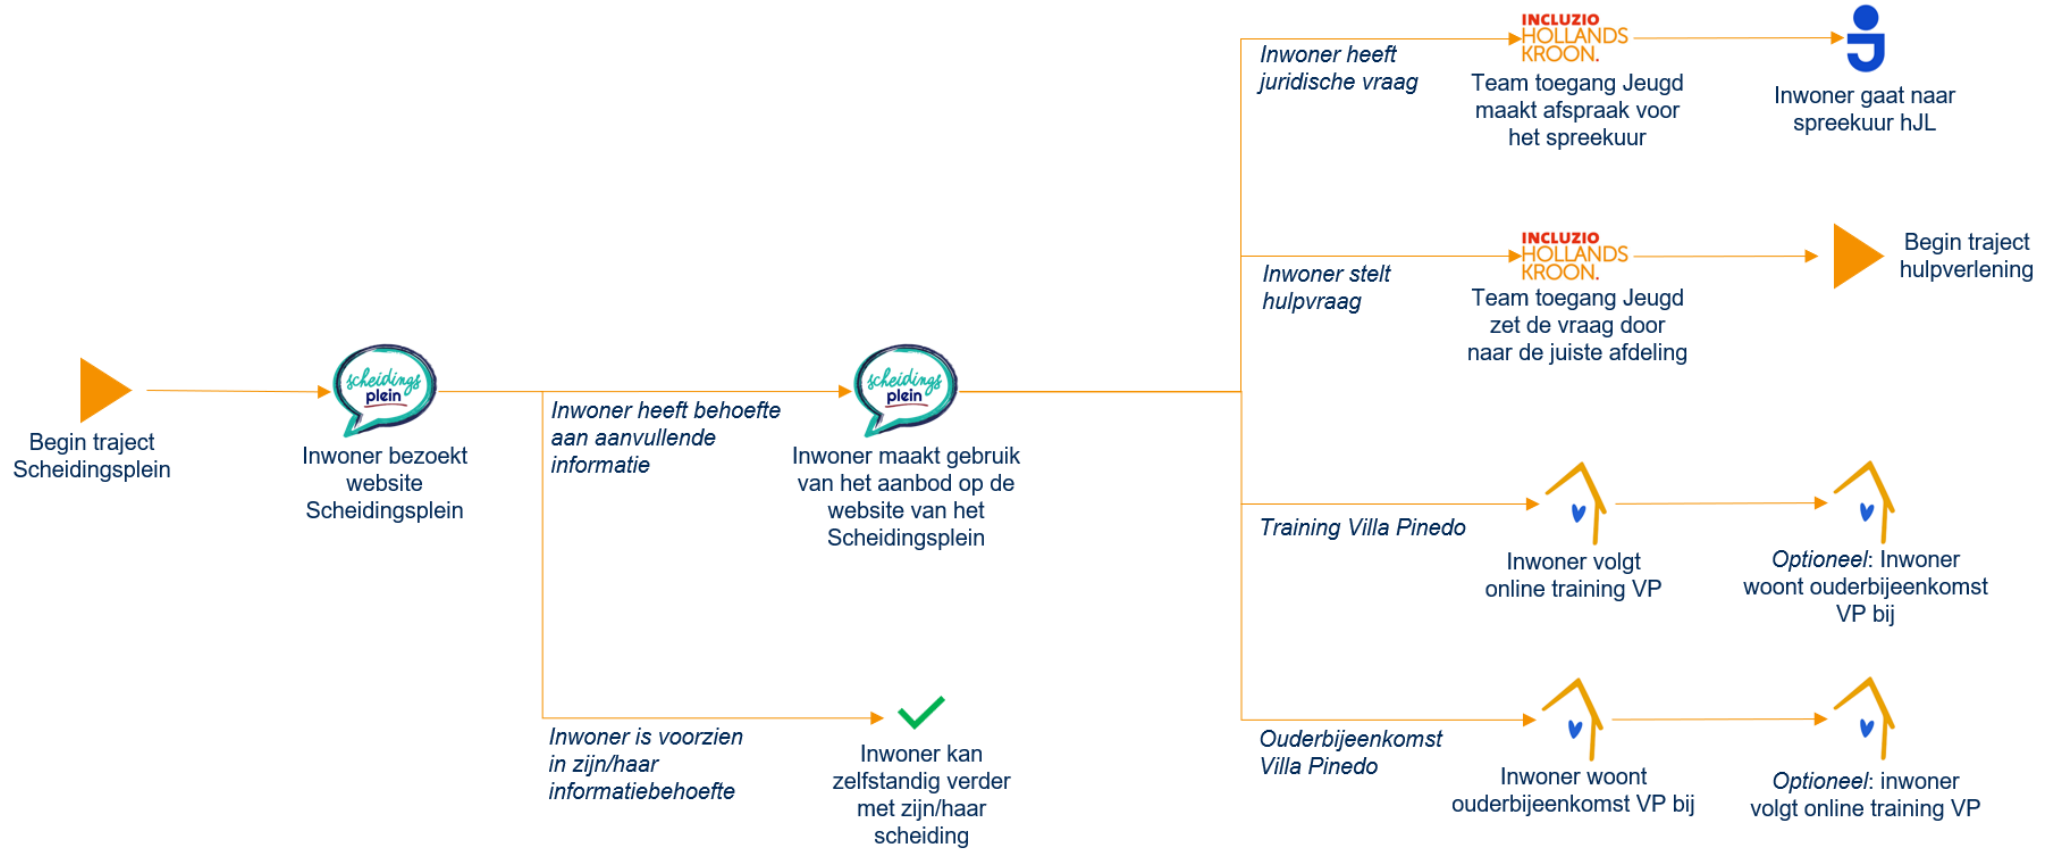 Begin traject
Scheidingsplein
scheidings
plein
Inwoner bezoekt
website
Scheidingsplein
Inwoner heeft behoefte
aan aanvullende
informatie
scheidings
plein
Inwoner maakt gebruik
van het aanbod op de
website van het
Scheidingsplein
Inwoner is voorzien
in zijn/haar
informatiebehoefte
Inwoner kan
zelfstandig verder
met zijn/haar
scheiding
Inwoner heeft
juridische vraag
INCLUZIO
HOLLANDS
KROON.
Team toegang Jeugd
maakt afspraak voor
het spreekuur
Inwoner gaat naar
spreekuur hJL
Inwoner stelt
hulpvraag
INCLUZIO
HOLLANDS
KROON.
Team toegang Jeugd
zet de vraag door
naar de juiste afdeling
Begin traject
hulpverlening
Training Villa Pinedo
Inwoner volgt
online training VP
Optioneel: Inwoner
woont ouderbijeenkomst
VP bij
Ouderbijeenkomst
Villa Pinedo
Inwoner woont
ouderbijeenkomst VP bij
Optioneel: inwoner
volgt online training VP